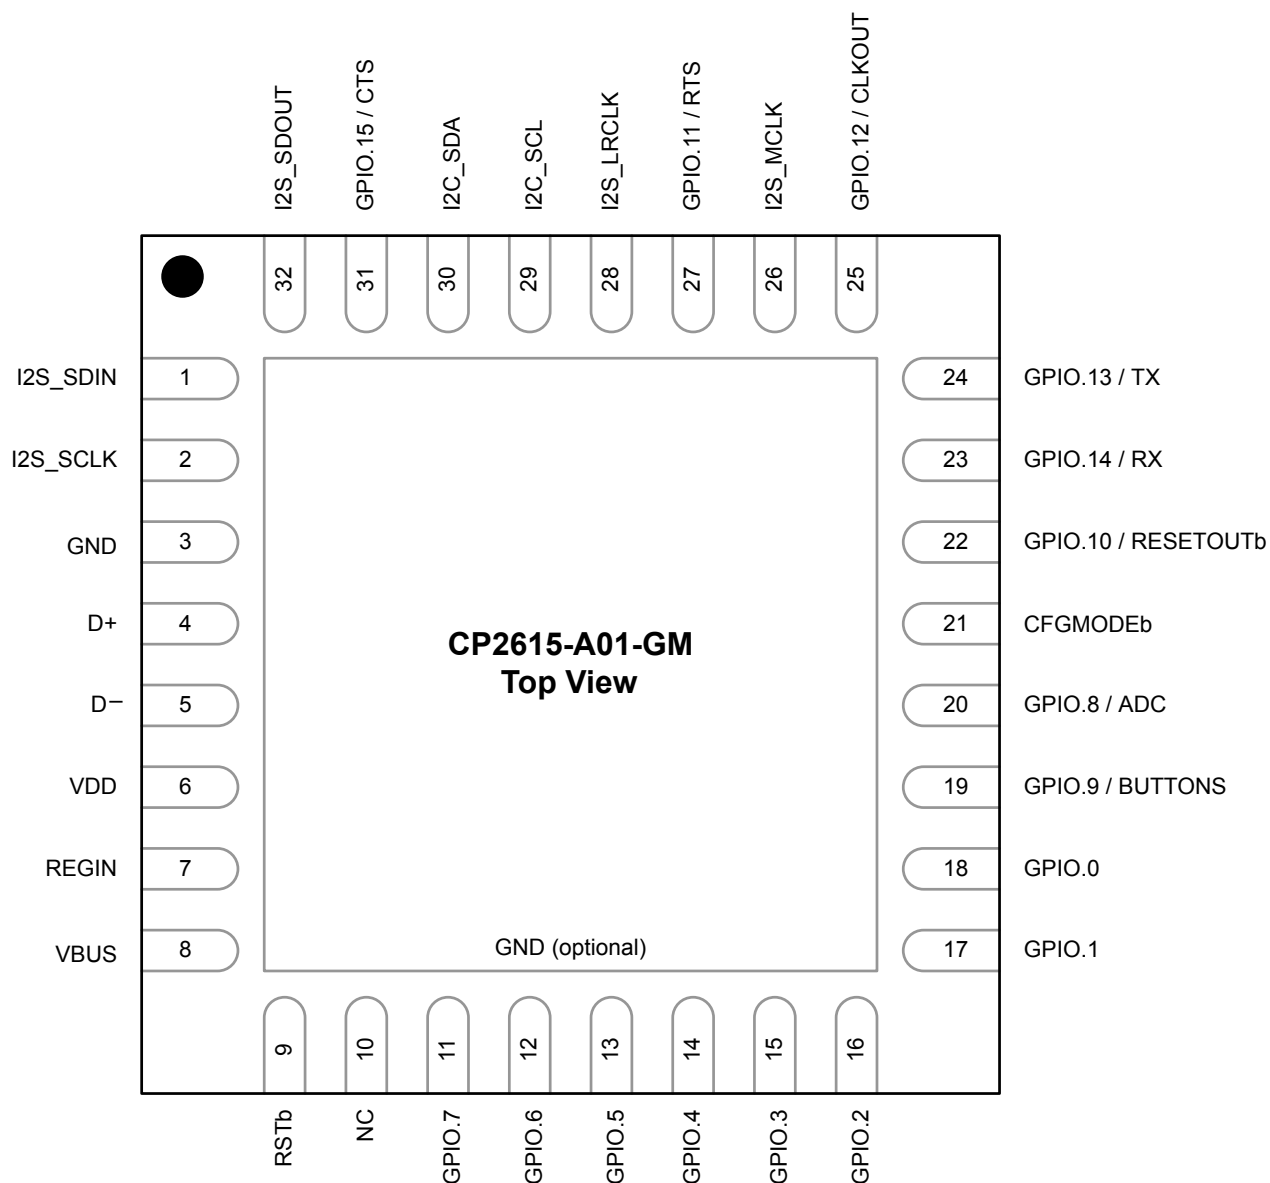 I2S_SDOUT
GPIO.15 / CTS
I2C_SDA
I2C_SCL
I2S_LRCLK
GPIO.11 / RTS
I2S_MCLK
GPIO.12 / CLKOUT
32
31
30
29
28
27
26
25
I2S_SDIN
1
24
GPIO.13 / TX
I2S_SCLK
2
23
GPIO.14 / RX
GND
3
22
GPIO.10 / RESETOUTb
D+
4
21
CFGMODEb
CP2615-A01-GM
Top View
D−
5
20
GPIO.8 / ADC
VDD
6
19
GPIO.9 / BUTTONS
REGIN
7
18
GPIO.0
VBUS
8
GND (optional)
17
GPIO.1
9
10
11
12
13
14
15
16
RSTb
NC
GPIO.7
GPIO.6
GPIO.5
GPIO.4
GPIO.3
GPIO.2